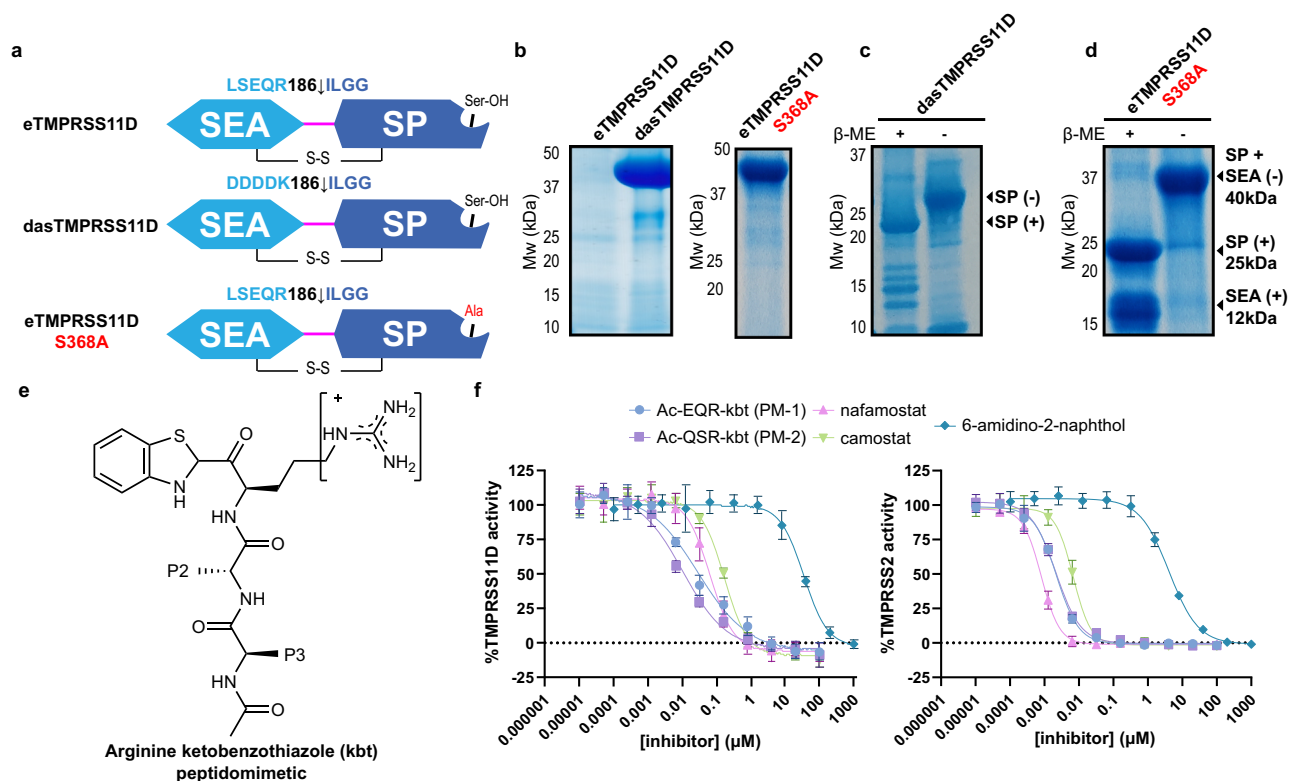 a
LSEQR186↓ILGG
Ser-OH
eTMPRSS11D
SEA
SP
S-S
DDDDK186↓ILGG
Ser-OH
dasTMPRSS11D
SEA
SP
S-S
LSEQR186↓ILGG
Ala
eTMPRSS11D
S368A
SEA
SP
S-S
b
eTMPRSS11D
dasTMPRSS11D
eTMPRSS11D
S368A
Mw (kDa)
50
37
25
20
15
10
Mw (kDa)
50
37
25
20
c
dasTMPRSS11D
β-ME + -
Mw (kDa)
37
25
20
15
10
SP (-)
SP (+)
d
eTMPRSS11D
S368A
β-ME + -
Mw (kDa)
37
25
20
15
SP +
SEA (-)
40kDa
SP (+)
25kDa
SEA (+)
12kDa
e
S
O
N
H
HN
NH2
NH2
+
NH
O
P2
NH
O
P3
NH
O
Arginine ketobenzothiazole (kbt)
peptidomimetic
f
Ac-EQR-kbt (PM-1)
Ac-QSR-kbt (PM-2)
nafamostat
camostat
6-amidino-2-naphthol
%TMPRSS11D activity
125
100
75
50
25
0
-25
0.000001
0.00001
0.0001
0.001
0.01
0.1
1
10
100
1000
[inhibitor] (µM)
%TMPRSS2 activity
125
100
75
50
25
0
-25
0.000001
0.00001
0.0001
0.001
0.01
0.1
1
10
100
1000
[inhibitor] (µM)